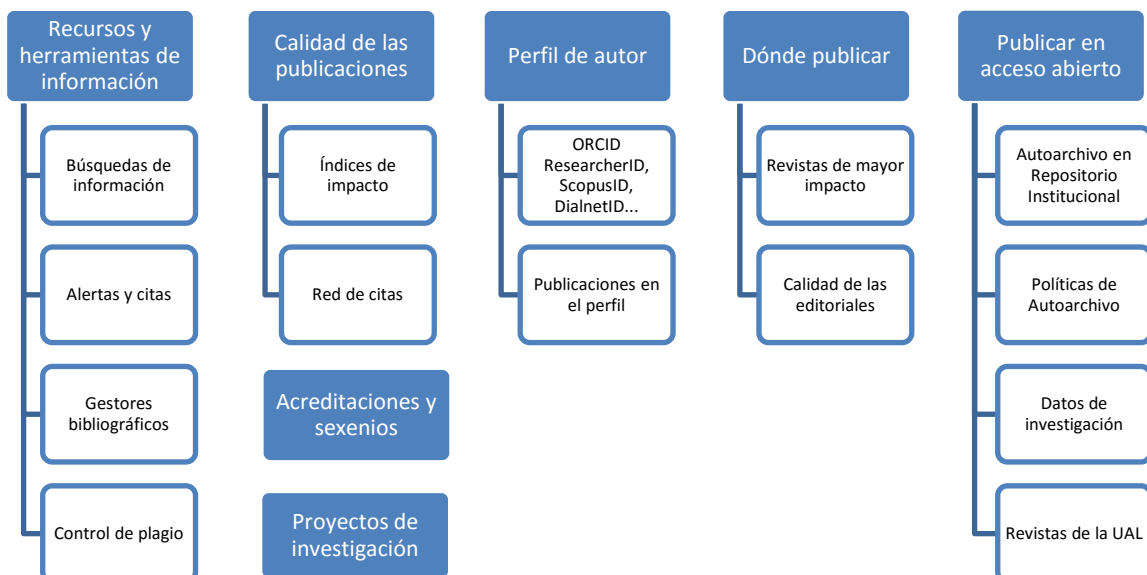 Recursos y
herramientas de
información
Búsquedas de
información
Alertas y citas
Gestores
bibliográficos
Control de plagio
Calidad de las
publicaciones
Índices de
impacto
Red de citas
Acreditaciones y
sexenios
Proyectos de
investigación
Perfil de autor
ORCID
ResearcherID,
ScopusID,
DialnetID...
Publicaciones en
el perfil
Dónde publicar
Revistas de mayor
impacto
Calidad de las
editoriales
Publicar en
acceso abierto
Autoarchivo en
Repositorio
Institucional
Políticas de
Autoarchivo
Datos de
investigación
Revistas de la UAL